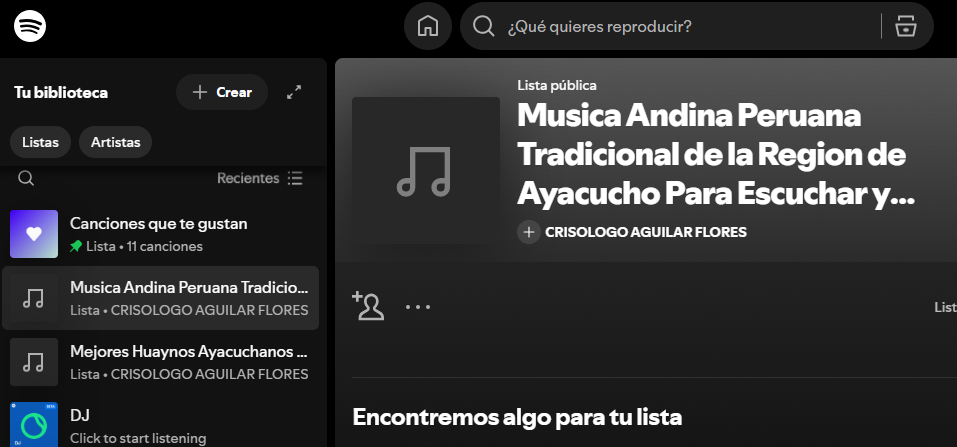 ¿Qué quieres reproducir?
Tu biblioteca
Crear
Listas
Artistas
Recientes
Canciones que te gustan
Lista • 11 canciones
Musica Andina Peruana Tradicio...
Lista • CRISOLOGO AGUILAR FLORES
Mejores Huaynos Ayacuchanos ...
Lista • CRISOLOGO AGUILAR FLORES
BETA
DJ
DJ
Click to start listening
Lista pública
Musica Andina Peruana
Tradicional de la Region de
Ayacucho Para Escuchar y...
CRISOLOGO AGUILAR FLORES
List
Encontremos algo para tu lista